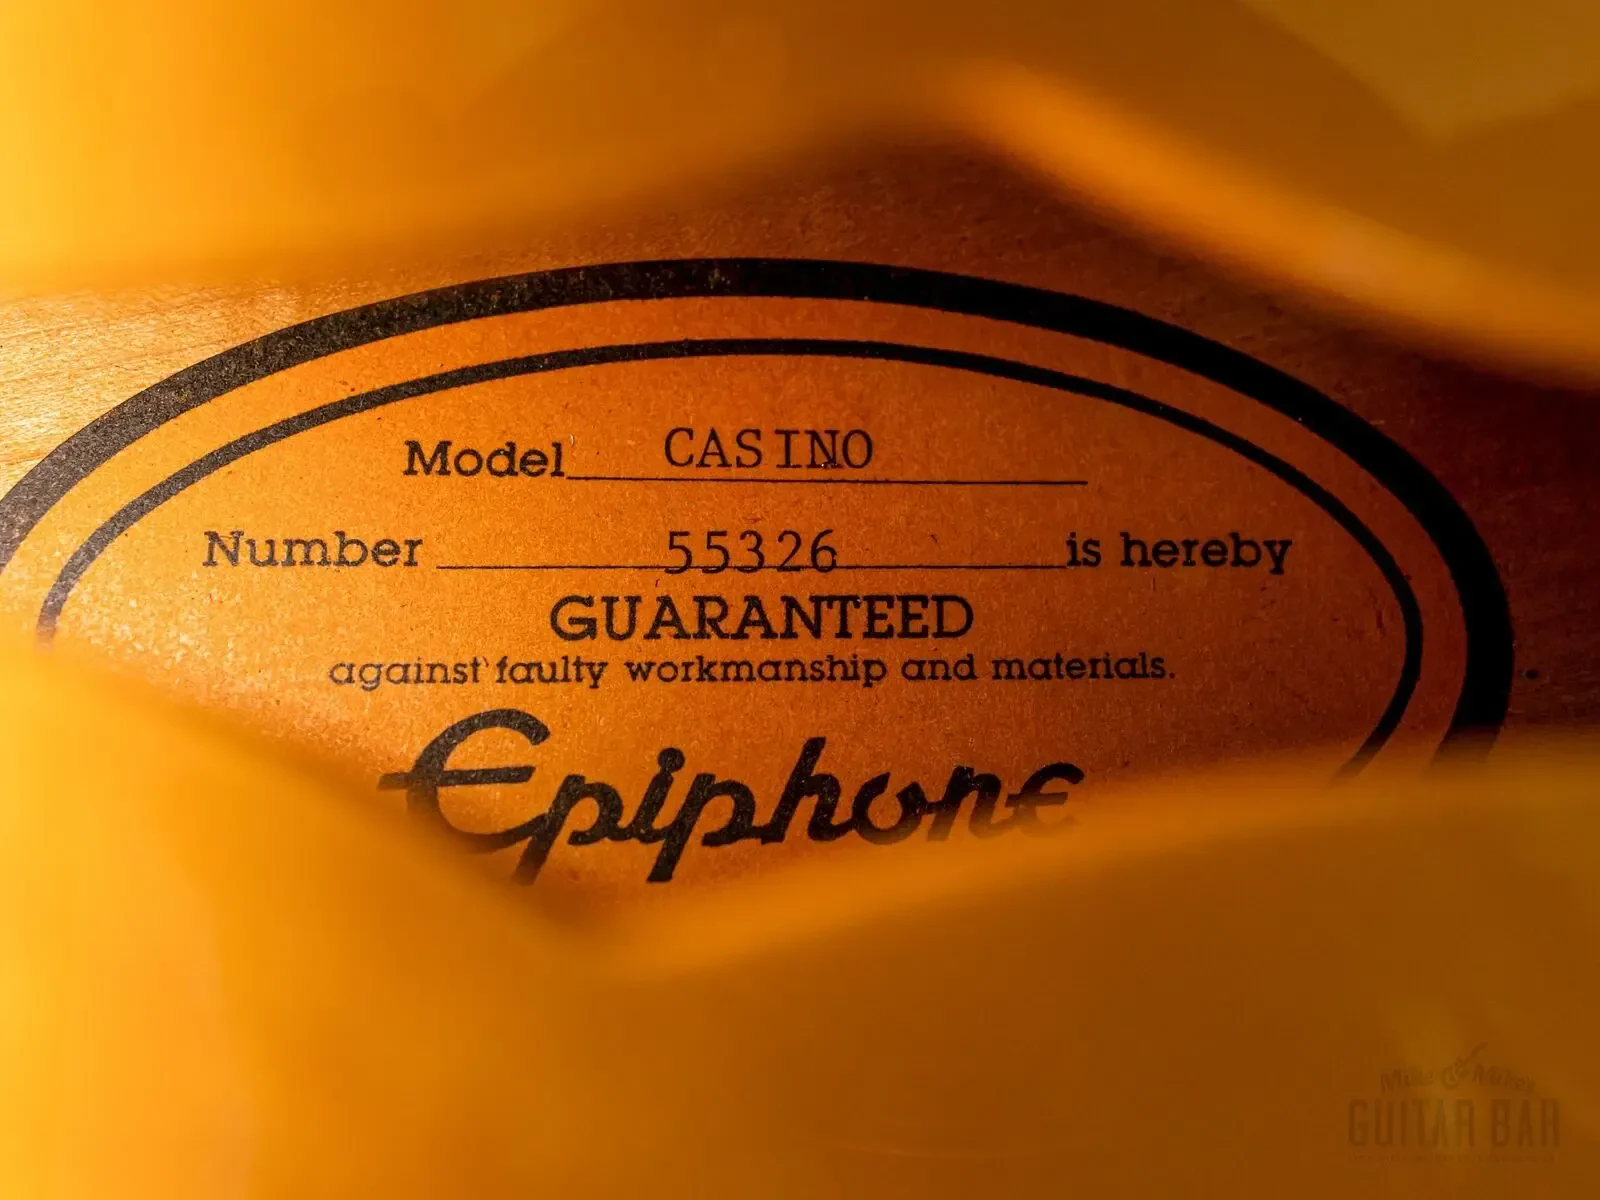 Model CASINO
Number 55326 is hereby
GUARANTEED
against faulty workmanship and materials.
Epiphone
GUITAR BAR